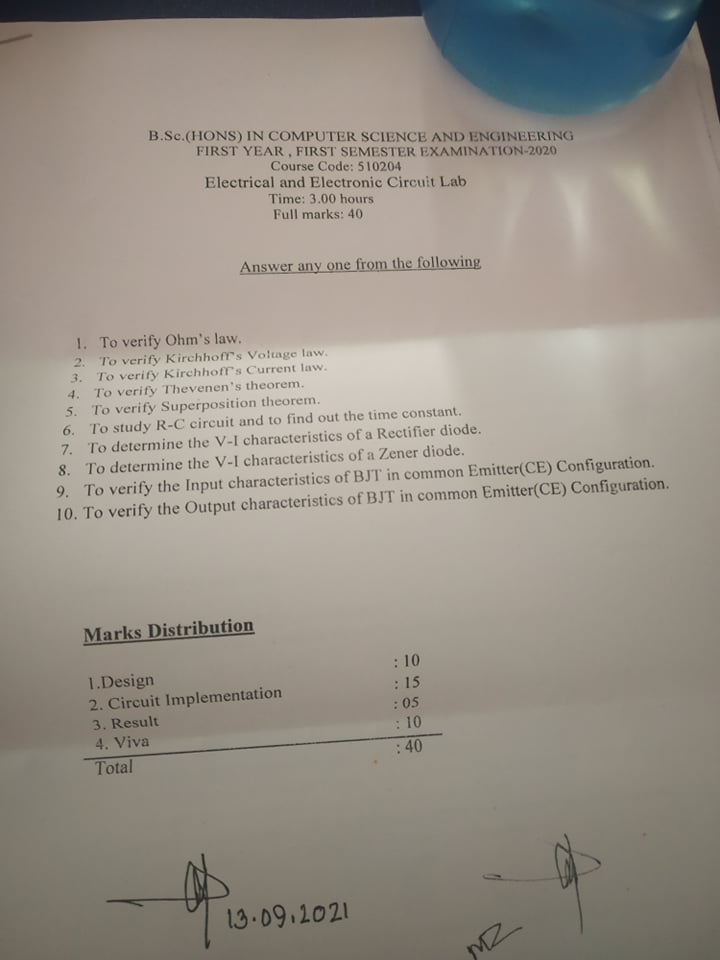 B.Sc.(HONS) IN COMPUTER SCIENCE AND ENGINEERING
FIRST YEAR , FIRST SEMESTER EXAMINATION-2020
Course Code: 510204
Electrical and Electronic Circuit Lab
Time: 3.00 hours
Full marks: 40
Answer any one from the following
1. To verify Ohm's law.
2. To verify Kirchhoff's Voltage law.
3. To verify Kirchhoff's Current law.
4. To verify Thevenen's theorem.
5. To verify Superposition theorem.
6. To study R-C circuit and to find out the time constant.
7. To determine the V-I characteristics of a Rectifier diode.
8. To determine the V-I characteristics of a Zener diode.
9. To verify the Input characteristics of BJT in common Emitter(CE) Configuration.
10. To verify the Output characteristics of BJT in common Emitter(CE) Configuration.
Marks Distribution
1.Design : 10
2. Circuit Implementation : 15
3. Result : 05
4. Viva : 10
Total : 40
13.09.2021